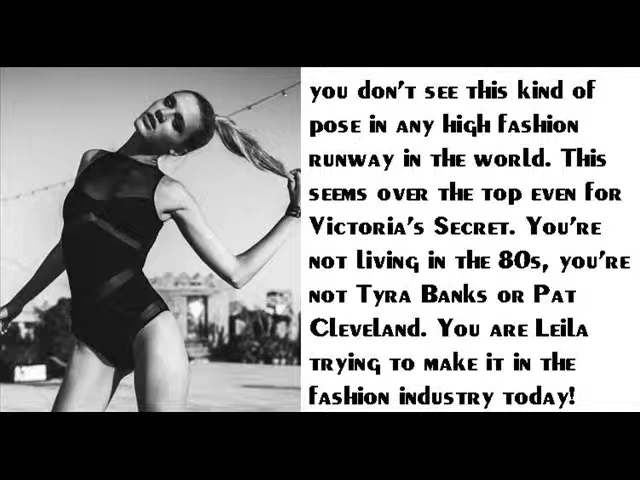 you don't see this kind of
pose in any high fashion
runway in the world. This
seems over the top even for
Victoria's Secret. You're
not living in the 80s, you're
not Tyra Banks or Pat
Cleveland. You are Leila
trying to make it in the
fashion industry today!